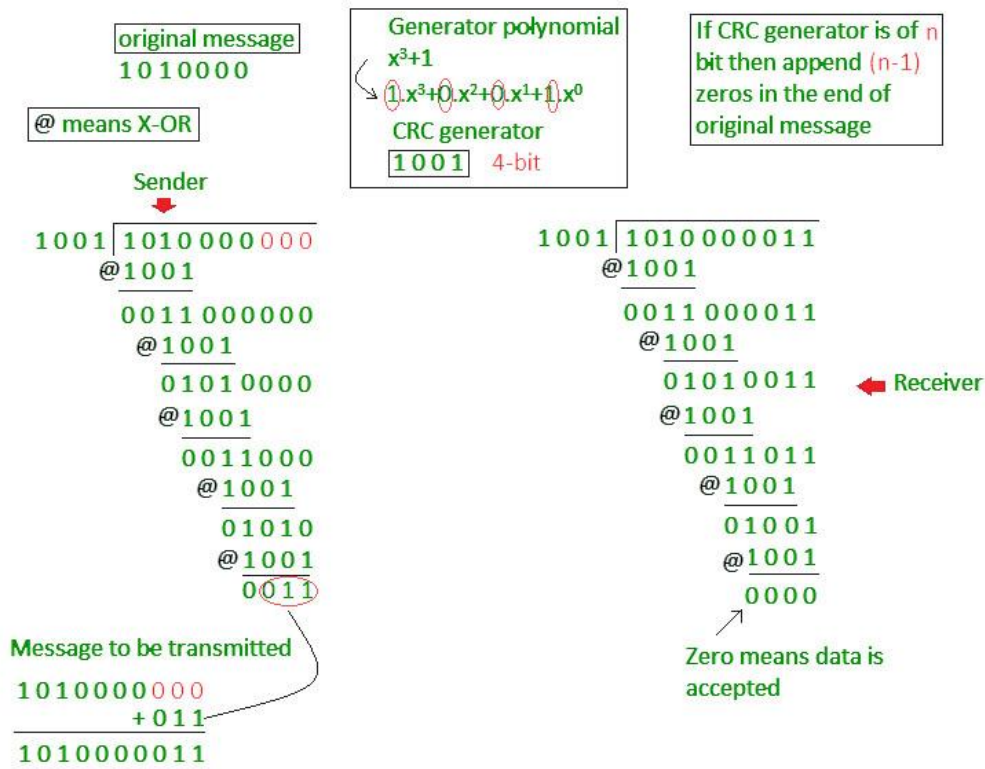 original message
1010000
@ means X-OR
Generator polynomial
x³+1
1.x³+0.x²+0.x¹+1.x⁰
CRC generator
1001 4-bit
If CRC generator is of n
bit then append (n-1)
zeros in the end of
original message
Sender
1001 1010000000
@1001
0011000000
@1001
01010000
@1001
0011000
@1001
01010
@1001
0011
Message to be transmitted
1010000000
+011
1010000011
1001 1010000011
@1001
0011000011
@1001
01010011
@1001
0011011
@1001
01001
@1001
0000
Receiver
Zero means data is
accepted